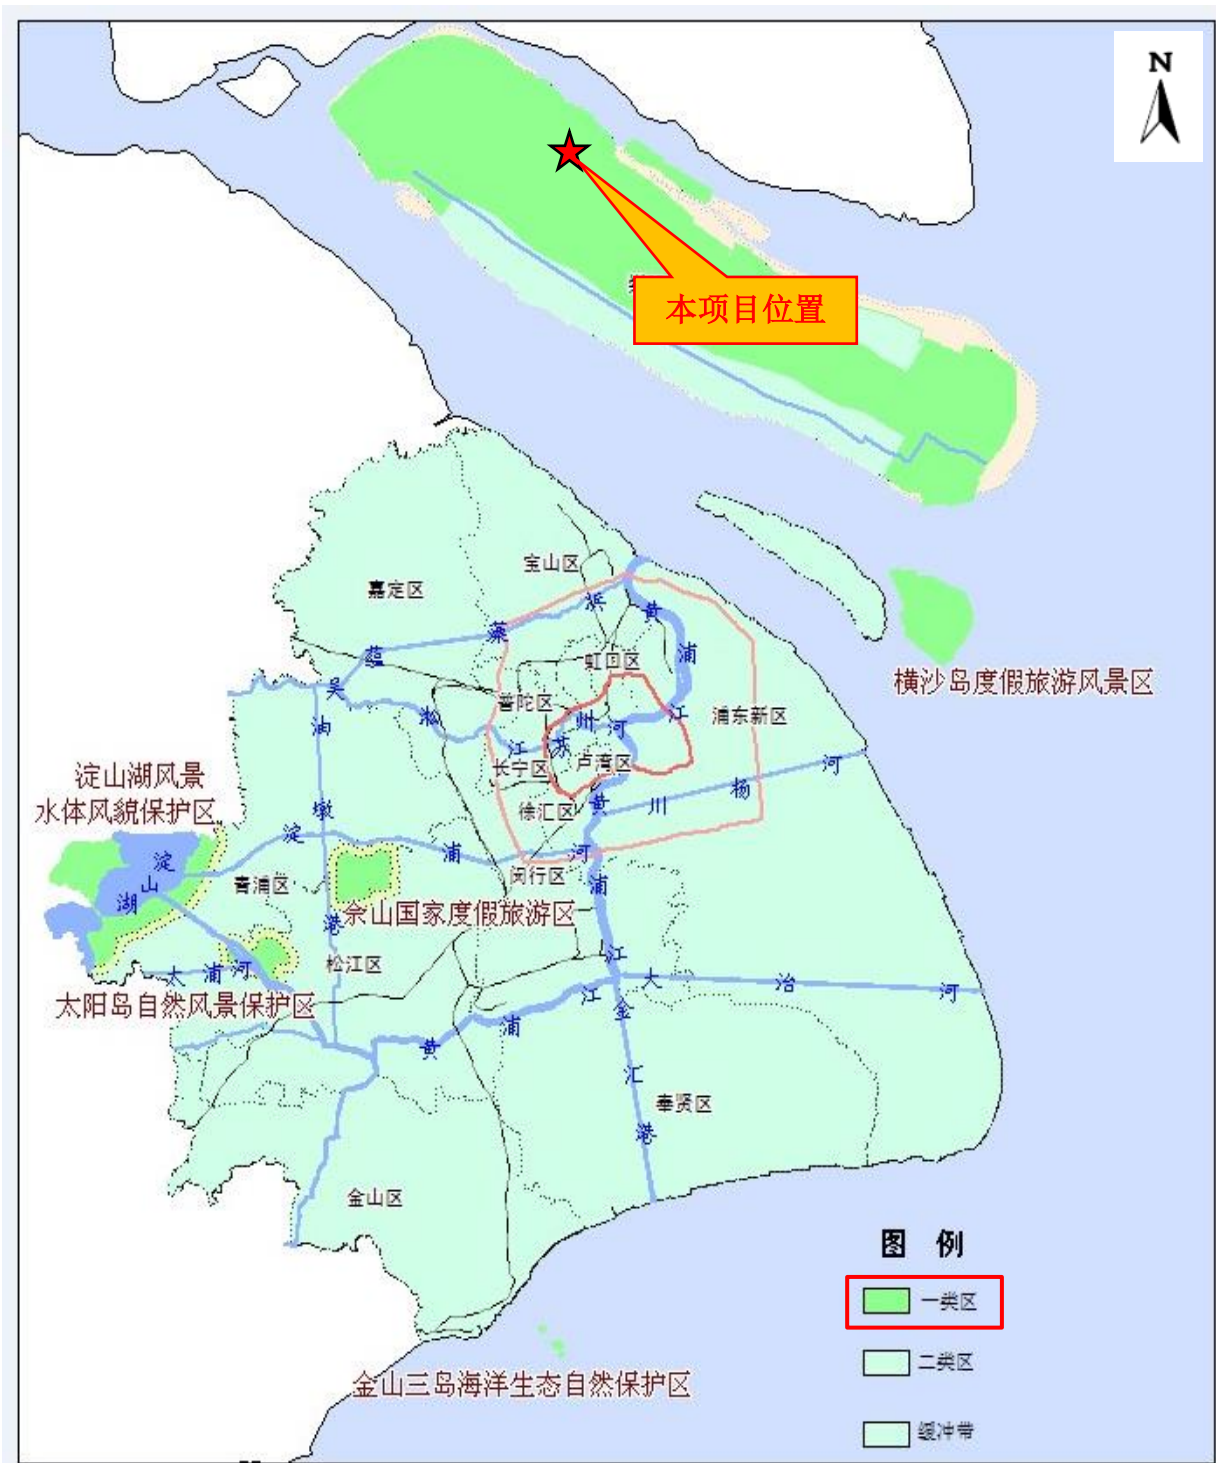 N
本项目位置
宝山区
嘉定区
浜
黄
蕰
藻
浦
虹口区
横沙岛度假旅游风景区
吴
普陀区
淞
州
河
江
浦东新区
油
江
苏
长宁区
卢湾区
河
淀山湖风景
水体风貌保护区
杨
墩
徐汇区
黄
川
淀
浦
河
淀
山
湖
青浦区
闵行区
浦
港
佘山国家度假旅游区
太
浦
河
松江区
江
大
治
河
太阳岛自然风景保护区
江
金
浦
黄
汇
奉贤区
港
金山区
图 例
一类区
二类区
金山三岛海洋生态自然保护区
缓冲带